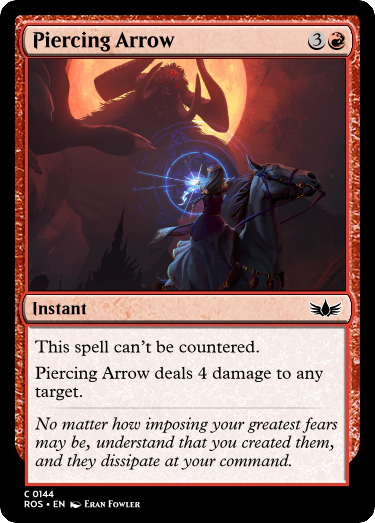 Piercing Arrow 3
Instant
This spell can't be countered.
Piercing Arrow deals 4 damage to any
target.
No matter how imposing your greatest fears
may be, understand that you created them,
and they dissipate at your command.
C 0144
ROS • EN Eran Fowler